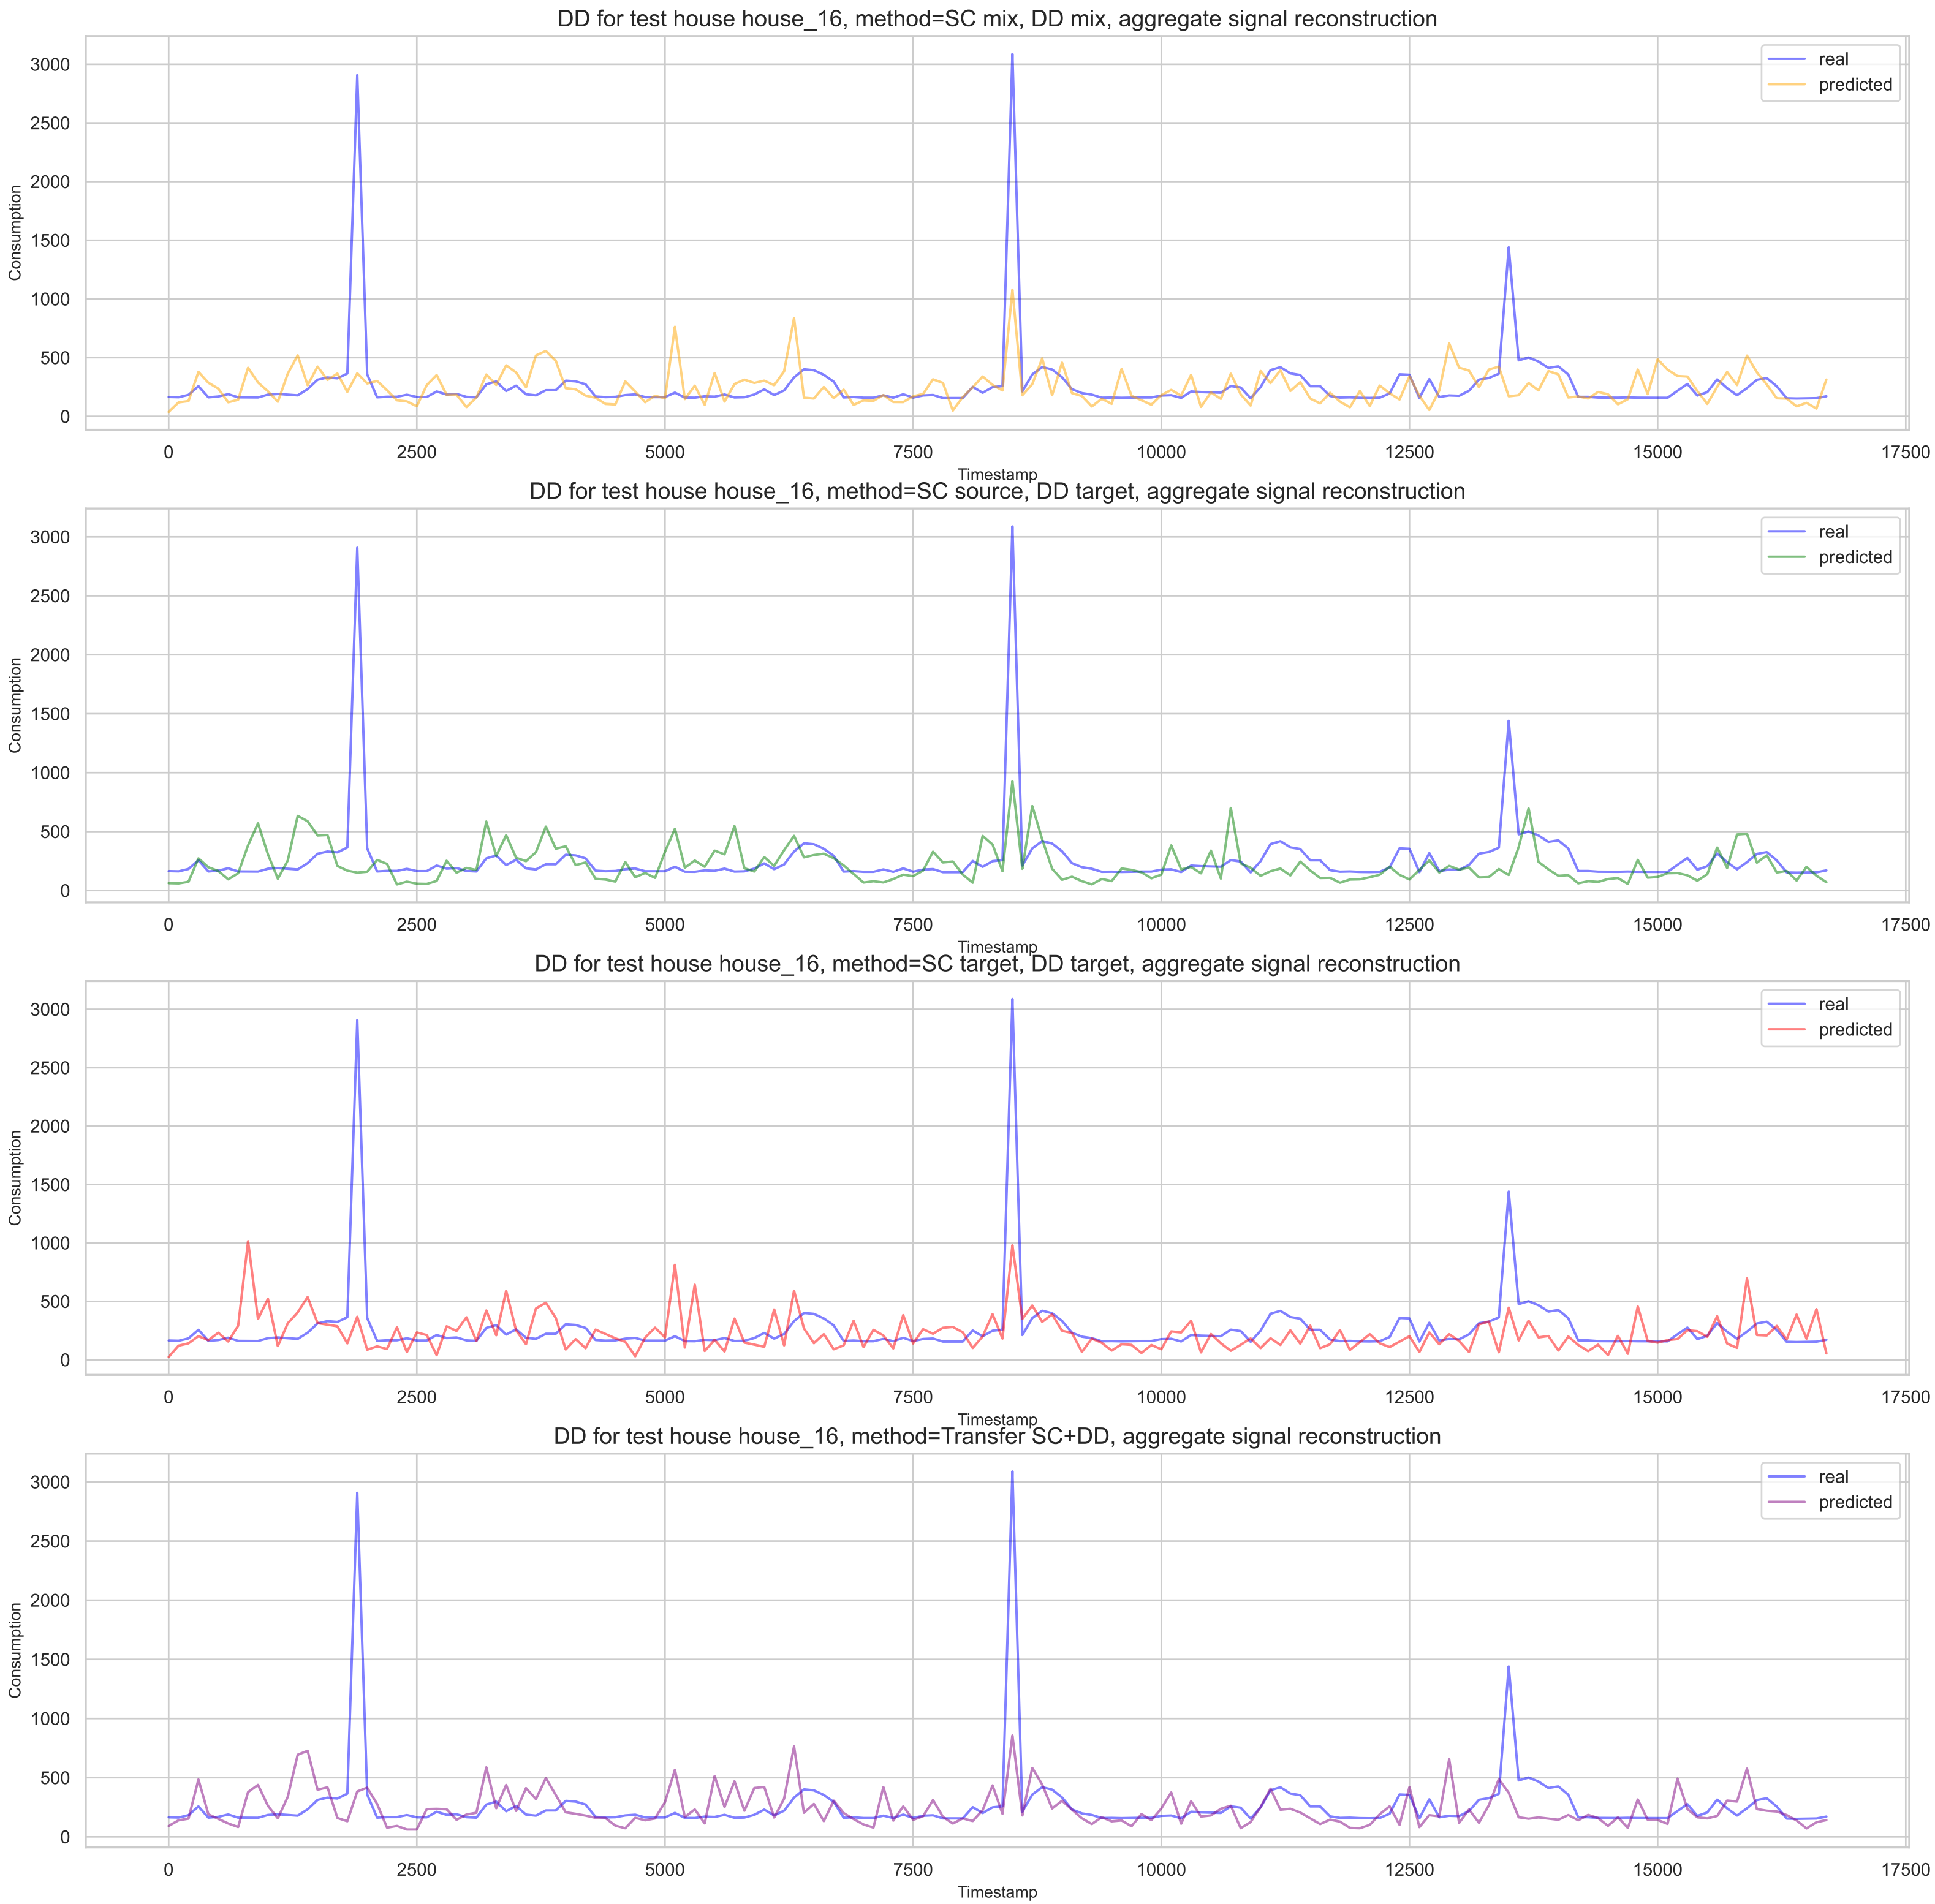 DD for test house house_16, method=SC mix, DD mix, aggregate signal reconstruction
real
predicted
3000
2500
2000
1500
1000
500
0
Consumption
0 2500 5000 7500 10000 12500 15000 17500
Timestamp
DD for test house house_16, method=SC source, DD target, aggregate signal reconstruction
real
predicted
3000
2500
2000
1500
1000
500
0
Consumption
0 2500 5000 7500 10000 12500 15000 17500
Timestamp
DD for test house house_16, method=SC target, DD target, aggregate signal reconstruction
real
predicted
3000
2500
2000
1500
1000
500
0
Consumption
0 2500 5000 7500 10000 12500 15000 17500
Timestamp
DD for test house house_16, method=Transfer SC+DD, aggregate signal reconstruction
real
predicted
3000
2500
2000
1500
1000
500
0
Consumption
0 2500 5000 7500 10000 12500 15000 17500
Timestamp